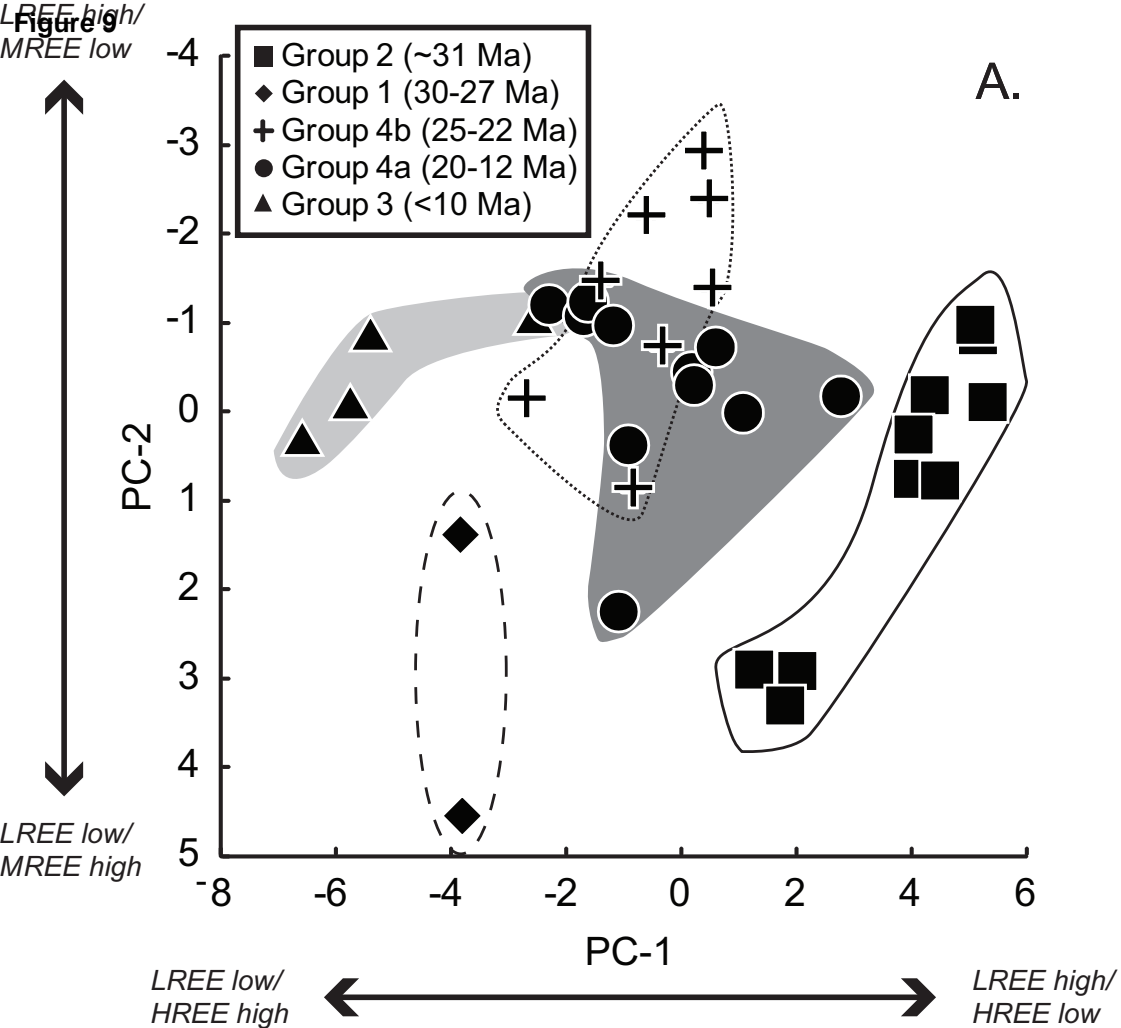 LREE high/
Figure 9
MREE low
Group 2 (~31 Ma)
Group 1 (30-27 Ma)
Group 4b (25-22 Ma)
Group 4a (20-12 Ma)
Group 3 (<10 Ma)
A.
-4
-3
-2
-1
0
1
2
3
4
5
PC-2
LREE low/
MREE high
-8 -6 -4 -2 0 2 4 6
PC-1
LREE low/
HREE high
LREE high/
HREE low